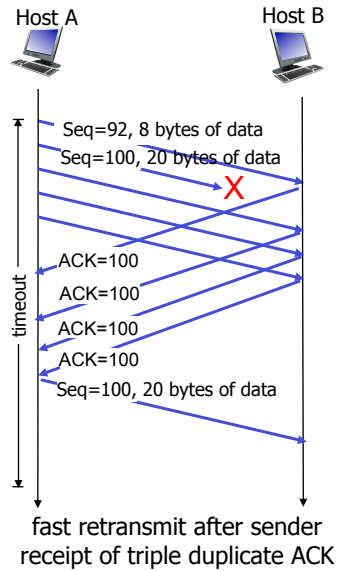 Host A
Host B
Seq=92, 8 bytes of data
Seq=100, 20 bytes of data
X
timeout
ACK=100
ACK=100
ACK=100
ACK=100
Seq=100, 20 bytes of data
fast retransmit after sender
receipt of triple duplicate ACK